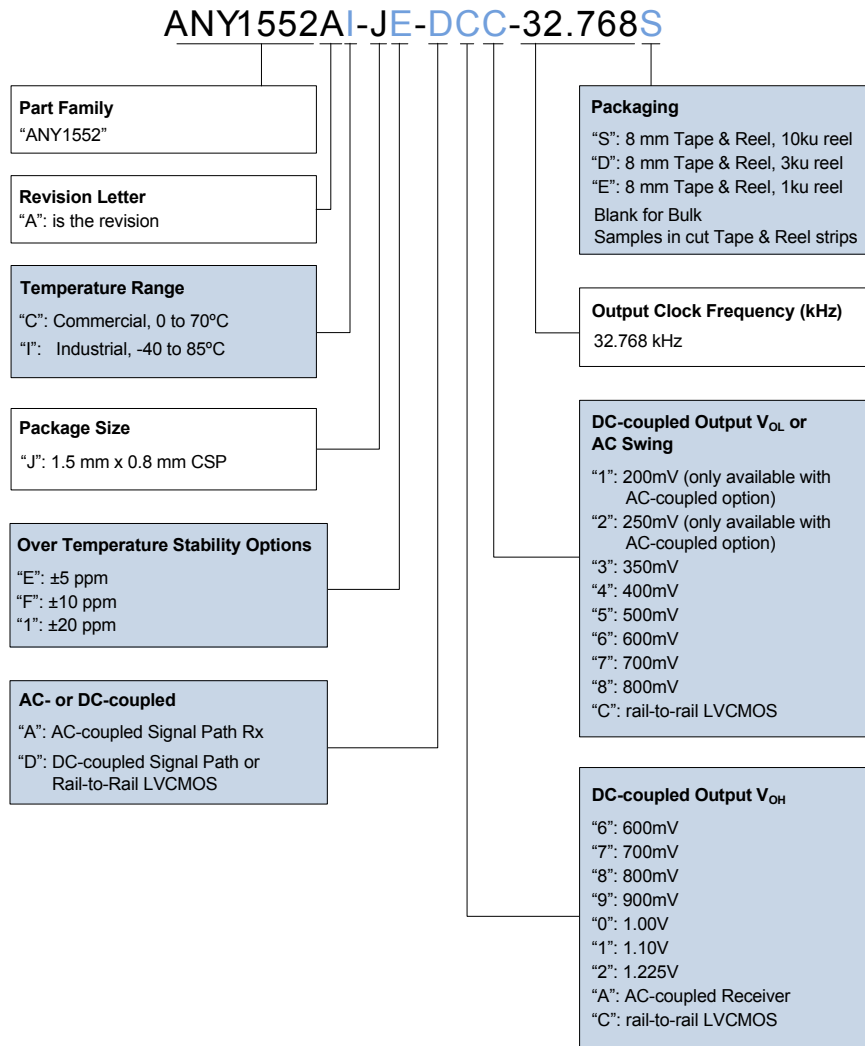 ANY1552AI-JE-DCC-32.768S
Part Family
“ANY1552”
Revision Letter
“A”: is the revision
Temperature Range
“C”: Commercial, 0 to 70ºC
“I”: Industrial, -40 to 85ºC
Package Size
“J”: 1.5 mm x 0.8 mm CSP
Over Temperature Stability Options
“E”: ±5 ppm
“F”: ±10 ppm
“1”: ±20 ppm
AC- or DC-coupled
“A”: AC-coupled Signal Path Rx
“D”: DC-coupled Signal Path or
Rail-to-Rail LVCMOS
Packaging
“S”: 8 mm Tape & Reel, 10ku reel
“D”: 8 mm Tape & Reel, 3ku reel
“E”: 8 mm Tape & Reel, 1ku reel
Blank for Bulk
Samples in cut Tape & Reel strips
Output Clock Frequency (kHz)
32.768 kHz
DC-coupled Output VOL or
AC Swing
“1”: 200mV (only available with
AC-coupled option)
“2”: 250mV (only available with
AC-coupled option)
“3”: 350mV
“4”: 400mV
“5”: 500mV
“6”: 600mV
“7”: 700mV
“8”: 800mV
“C”: rail-to-rail LVCMOS
DC-coupled Output VOH
“6”: 600mV
“7”: 700mV
“8”: 800mV
“9”: 900mV
“0”: 1.00V
“1”: 1.10V
“2”: 1.225V
“A”: AC-coupled Receiver
“C”: rail-to-rail LVCMOS